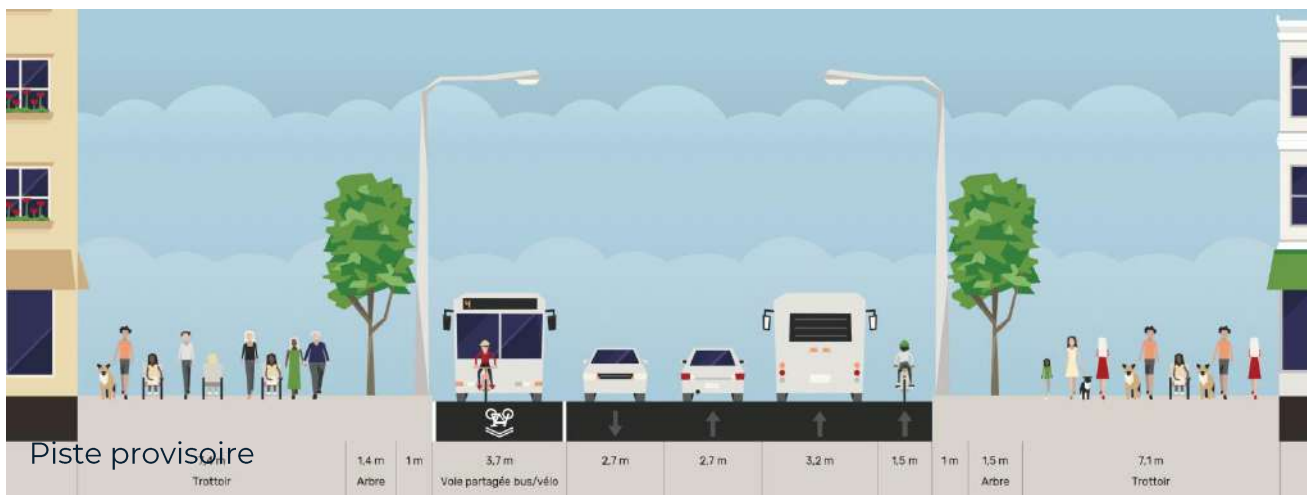 4
Piste provisoire
1,4 m 1 m 3,7 m 2,7 m 2,7 m 3,2 m 1,5 m 1 m 1,5 m 7,1 m
Trottoir Arbre Voie partagée bus/vélo Arbre Trottoir